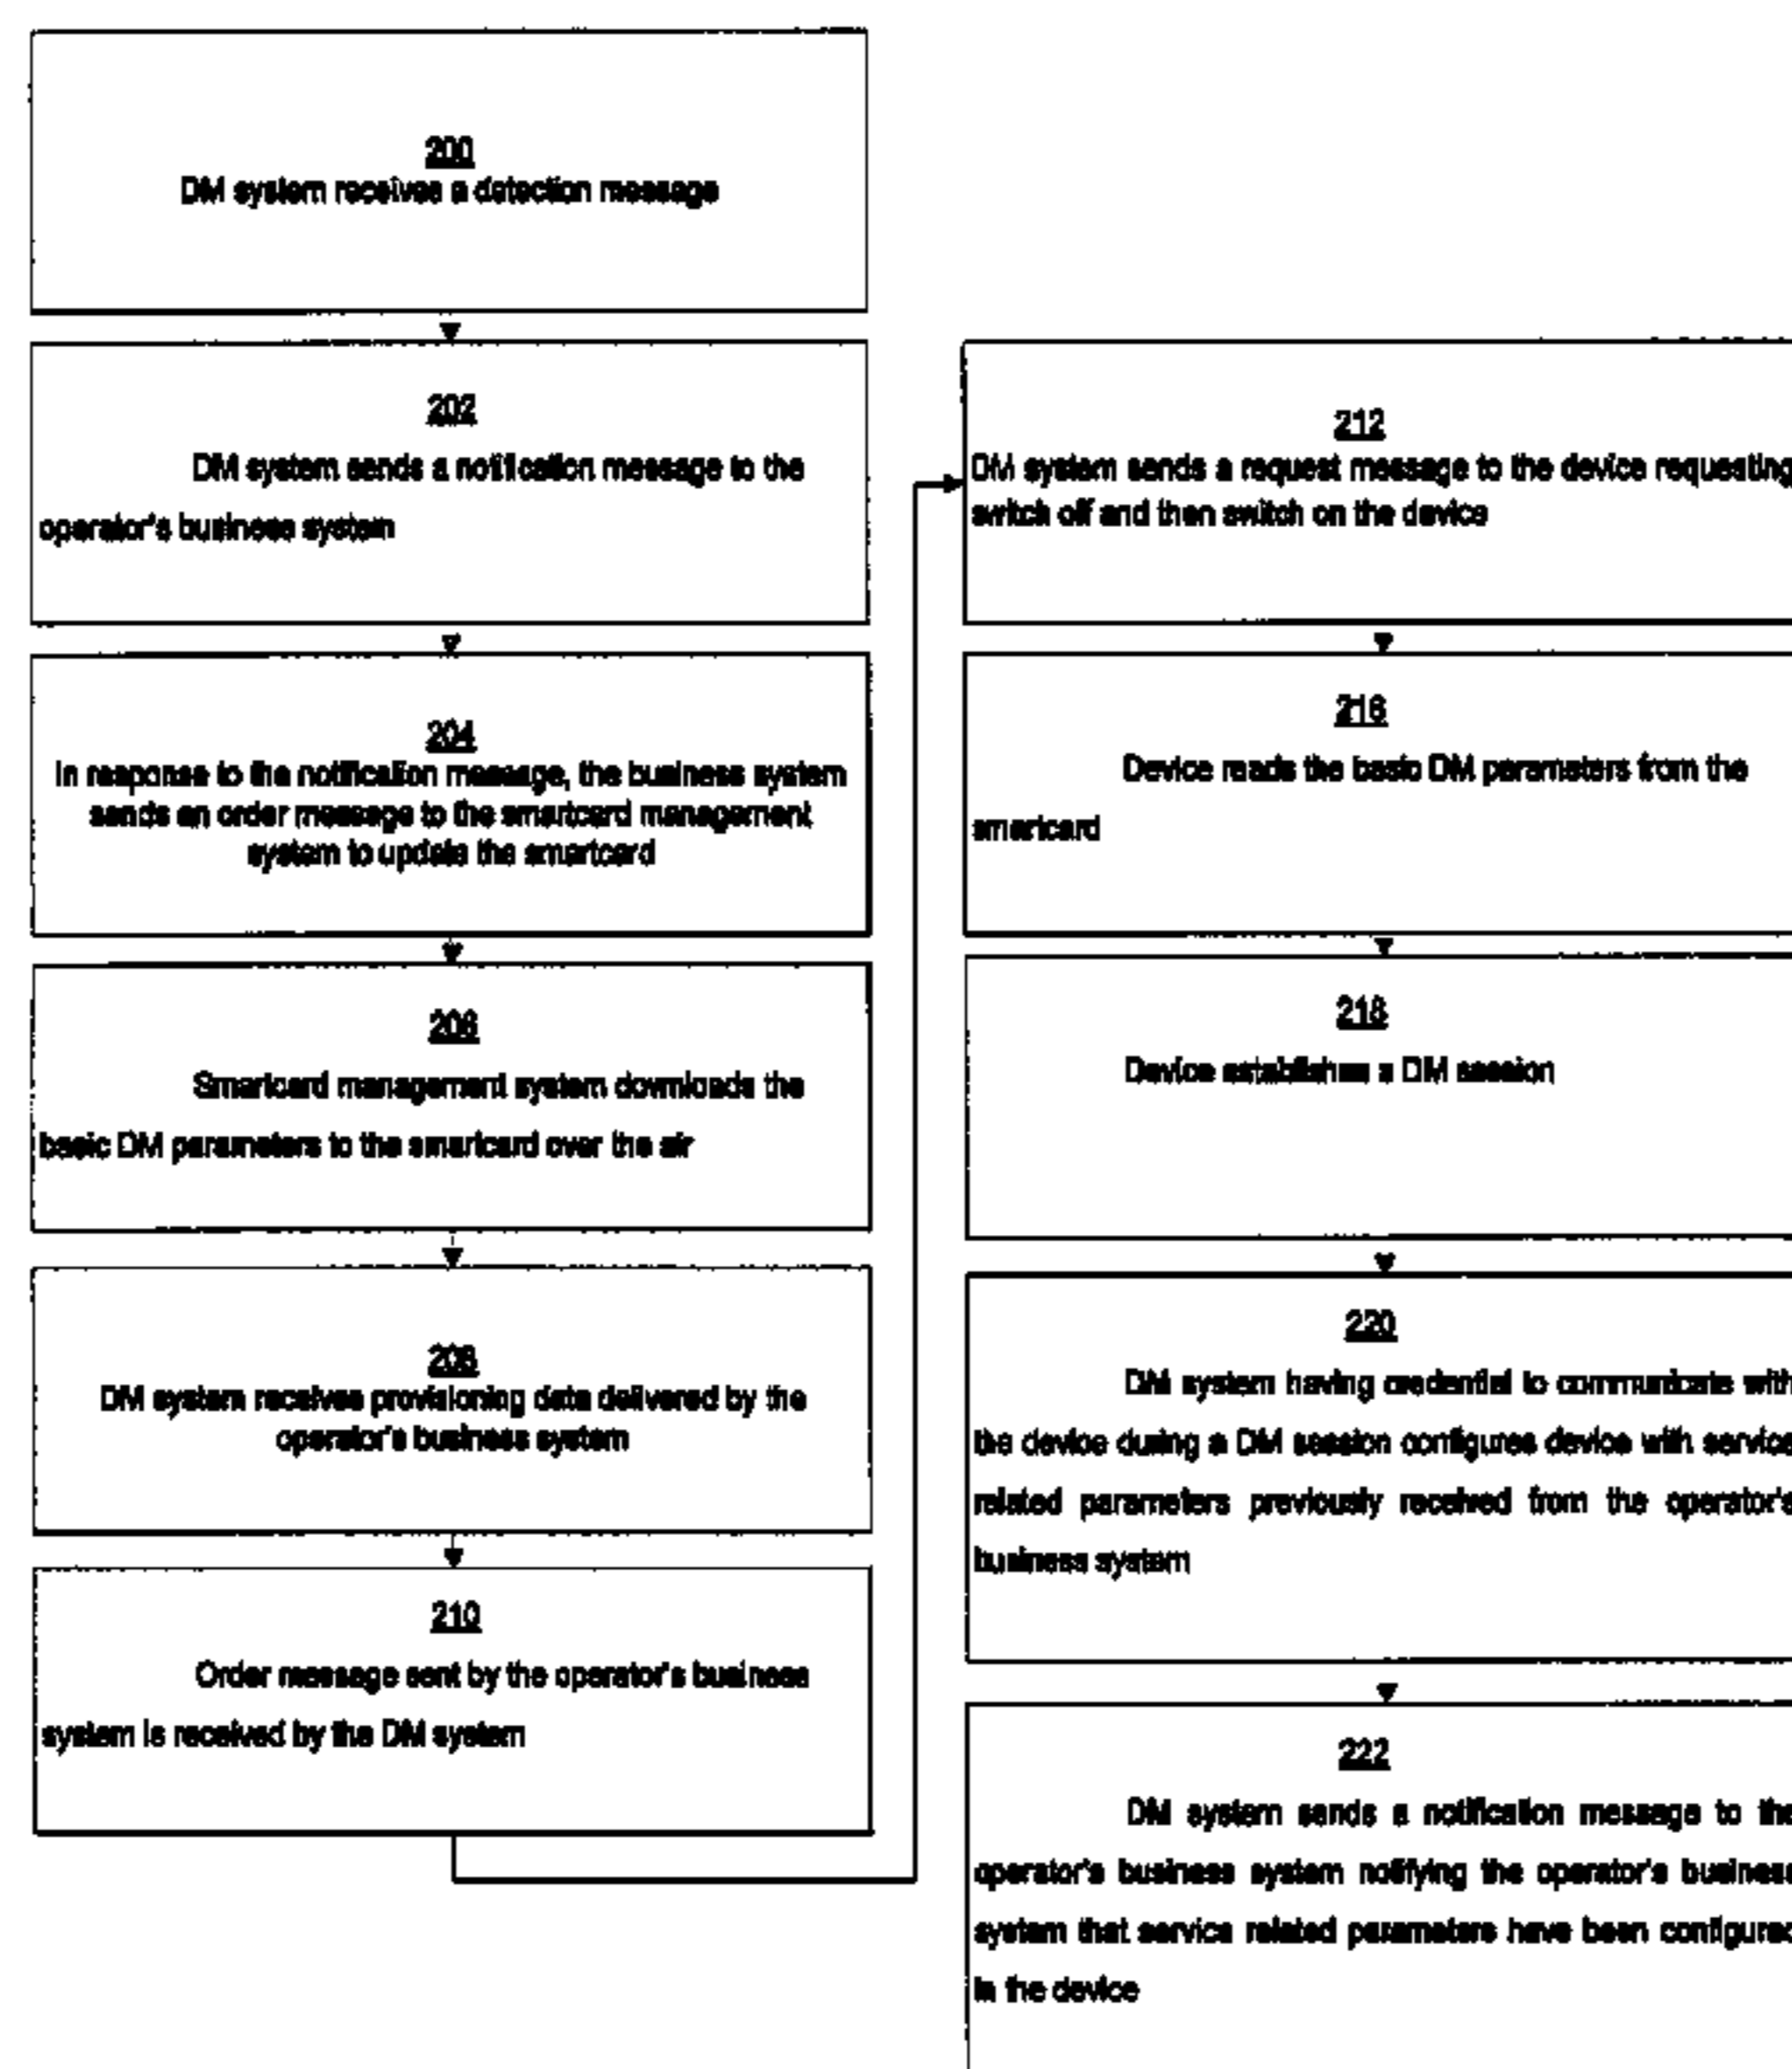 200
DM system receives a detection message
202
DM system sends a notification message to the
operator's business system
204
In response to the notification message, the business system
sends an order message to the smartcard management
system to update the smartcard
206
Smartcard management system downloads the
basic DM parameters to the smartcard over the air
208
DM system receives provisioning data delivered by the
operator's business system
210
Order message sent by the operator's business
system is received by the DM system
212
DM system sends a request message to the device requesting
switch off and then switch on the device
216
Device reads the basic DM parameters from the
smartcard
218
Device establishes a DM session
220
DM system having credential to communicate with
the device during a DM session configures device with service
related parameters previously received from the operator's
business system
222
DM system sends a notification message to the
operator's business system notifying the operator's business
system that service related parameters have been configured
in the device